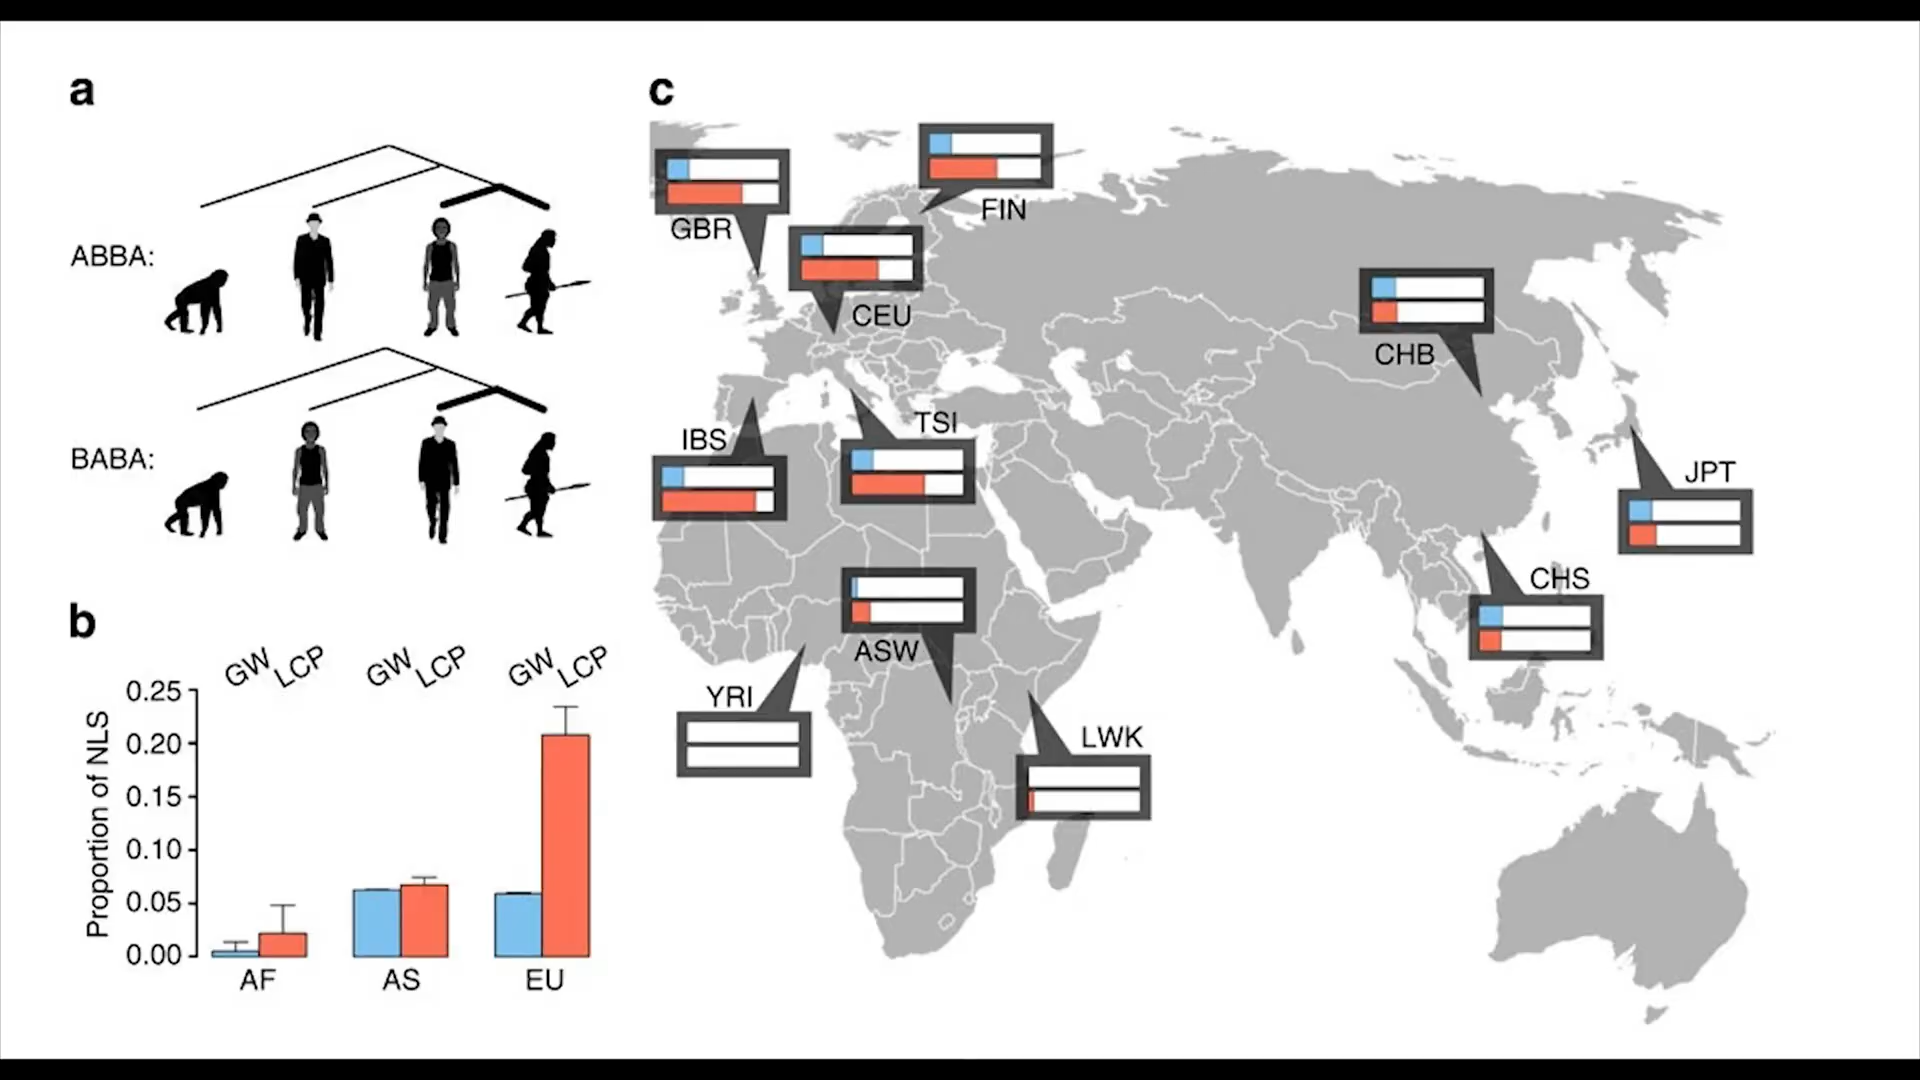 a
ABBA:
BABA:
b
GW LCP GW LCP GW LCP
Proportion of NLS
0.25
0.20
0.15
0.10
0.05
0.00
AF AS EU
c
GBR
FIN
CEU
CHB
IBS
TSI
JPT
CHS
ASW
YRI
LWK